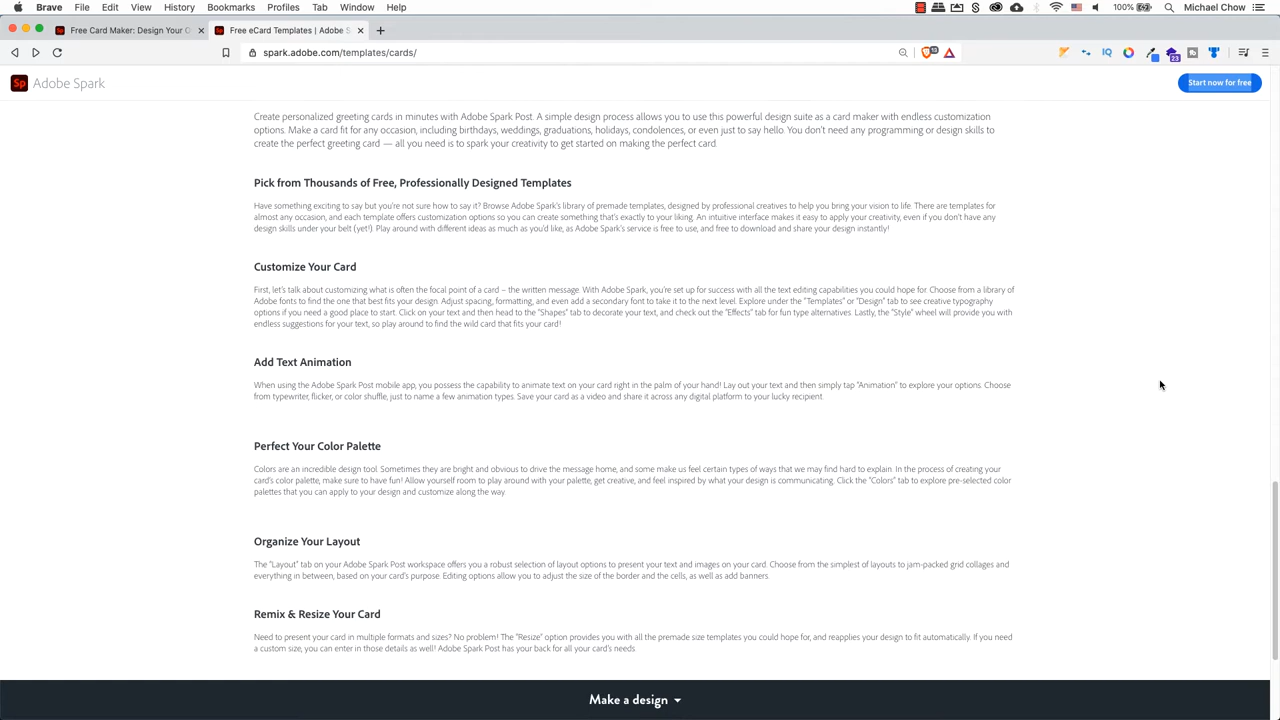 Brave File Edit View History Bookmarks Profiles Tab Window Help 100% Michael Chow
Free Card Maker: Design Your O
Free eCard Templates | Adobe S
spark.adobe.com/templates/cards/
Sp Adobe Spark
Start now for free
Create personalized greeting cards in minutes with Adobe Spark Post. A simple design process allows you to use this powerful design suite as a card maker with endless customization
options. Make a card fit for any occasion, including birthdays, weddings, graduations, holidays, condolences, or even just to say hello. You don't need any programming or design skills to
create the perfect greeting card — all you need is to spark your creativity to get started on making the perfect card.
Pick from Thousands of Free, Professionally Designed Templates
Have something exciting to say but you're not sure how to say it? Browse Adobe Spark's library of premade templates, designed by professional creatives to help you bring your vision to life. There are templates for
almost any occasion, and each template offers customization options so you can create something that's exactly to your liking. An intuitive interface makes it easy to apply your creativity, even if you don't have any
design skills under your belt (yet!). Play around with different ideas as much as you'd like, as Adobe Spark's service is free to use, and free to download and share your design instantly!
Customize Your Card
First, let's talk about customizing what is often the focal point of a card – the written message. With Adobe Spark, you're set up for success with all the text editing capabilities you could hope for. Choose from a library of
Adobe fonts to find the one that best fits your design. Adjust spacing, formatting, and even add a secondary font to take it to the next level. Explore under the "Templates" or "Design" tab to see creative typography
options if you need a good place to start. Click on your text and then head to the "Shapes" tab to decorate your text, and check out the "Effects" tab for fun type alternatives. Lastly, the "Style" wheel will provide you with
endless suggestions for your text, so play around to find the wild card that fits your card!
Add Text Animation
When using the Adobe Spark Post mobile app, you possess the capability to animate text on your card right in the palm of your hand! Lay out your text and then simply tap "Animation" to explore your options. Choose
from typewriter, flicker, or color shuffle, just to name a few animation types. Save your card as a video and share it across any digital platform to your lucky recipient.
Perfect Your Color Palette
Colors are an incredible design tool. Sometimes they are bright and obvious to drive the message home, and some make us feel certain types of ways that we may find hard to explain. In the process of creating your
card's color palette, make sure to have fun! Allow yourself room to play around with your palette, get creative, and feel inspired by what your design is communicating. Click the "Colors" tab to explore pre-selected color
palettes that you can apply to your design and customize along the way.
Organize Your Layout
The "Layout" tab on your Adobe Spark Post workspace offers you a robust selection of layout options to present your text and images on your card. Choose from the simplest of layouts to jam-packed grid collages and
everything in between, based on your card's purpose. Editing options allow you to adjust the size of the border and the cells, as well as add banners.
Remix & Resize Your Card
Need to present your card in multiple formats and sizes? No problem! The "Resize" option provides you with all the premade size templates you could hope for, and reapplies your design to fit automatically. If you need
a custom size, you can enter in those details as well! Adobe Spark Post has your back for all your card's needs
Make a design